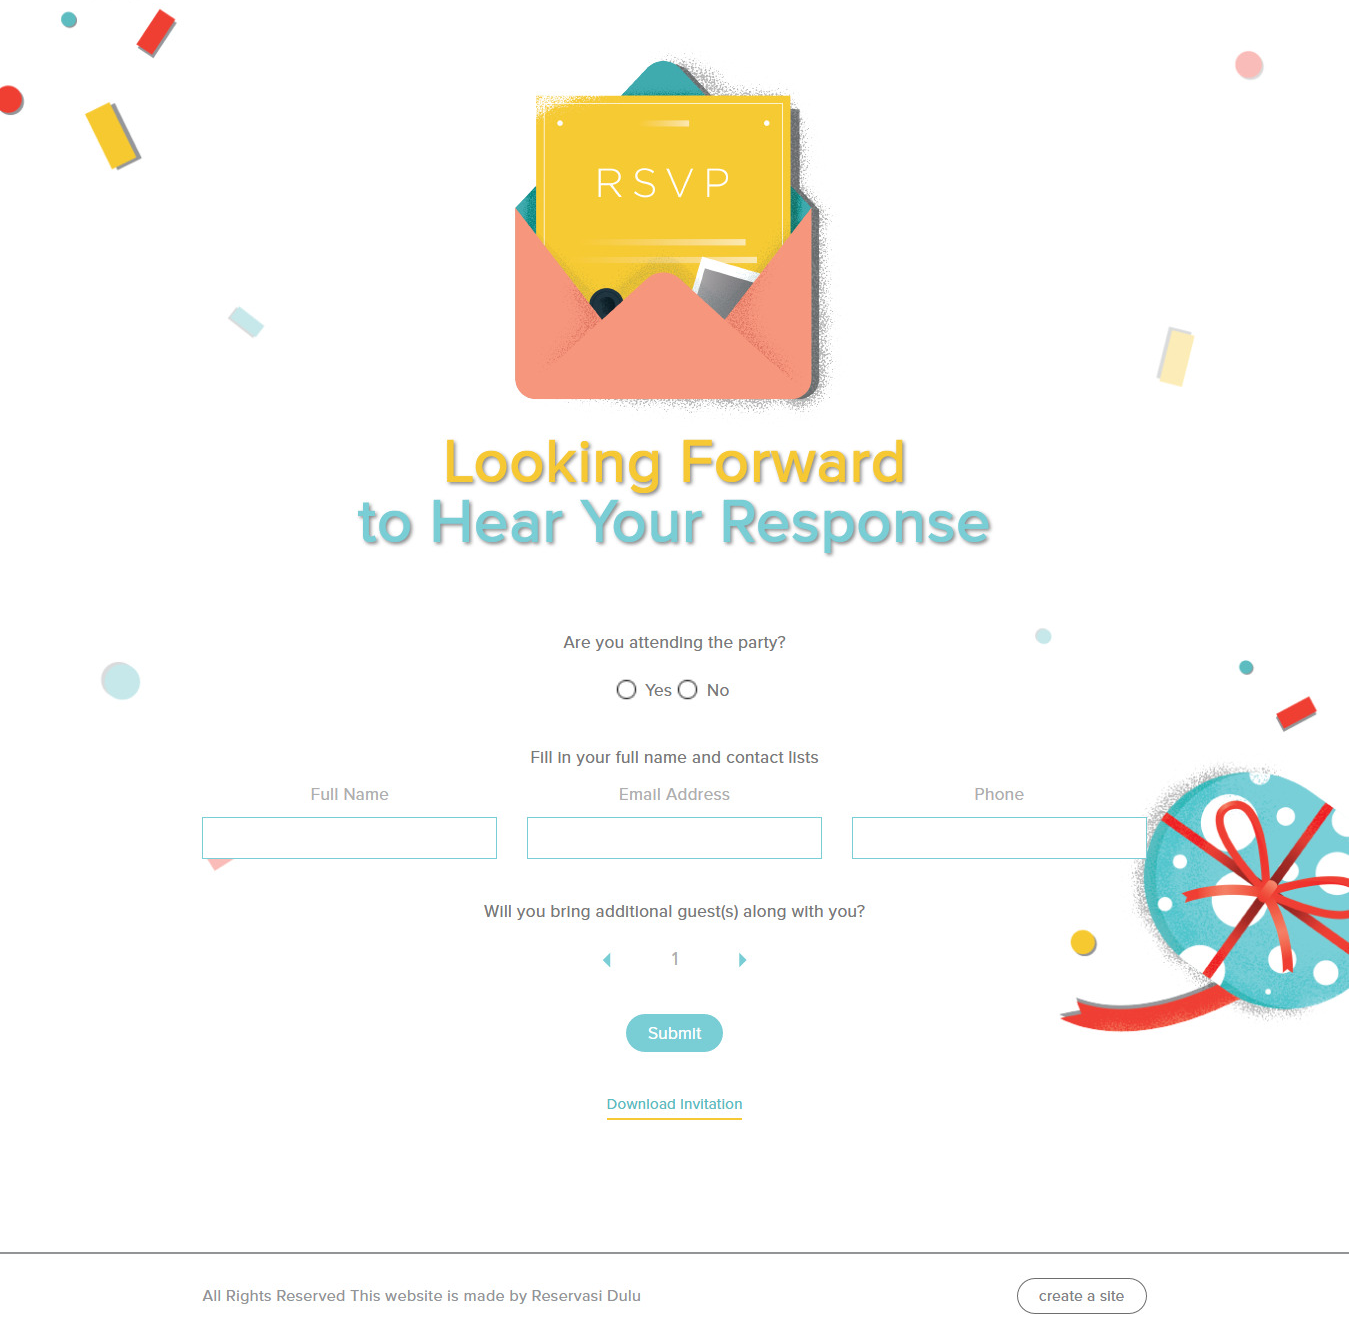 RSVP
Looking Forward
to Hear Your Response
Are you attending the party?
Yes No
Fill in your full name and contact lists
Full Name Email Address Phone
Will you bring additional guest(s) along with you?
1
Submit
Download Invitation
All Rights Reserved This website is made by Reservasi Dulu create a site